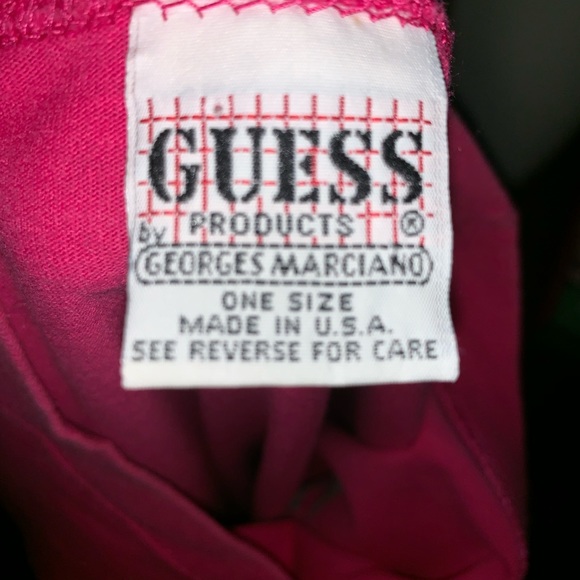 GUESS
PRODUCTS ®
by
GEORGES MARCIANO
ONE SIZE
MADE IN U.S.A.
SEE REVERSE FOR CARE